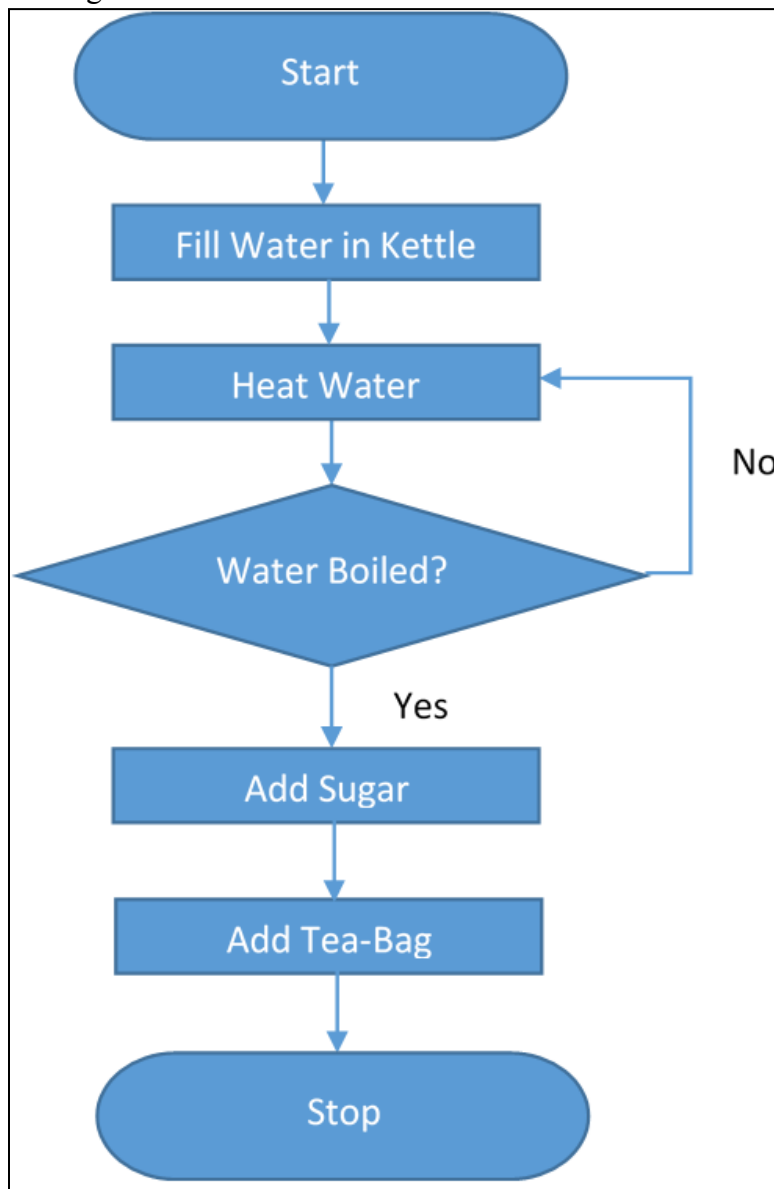 Start
Fill Water in Kettle
Heat Water
No
Water Boiled?
Yes
Add Sugar
Add Tea-Bag
Stop